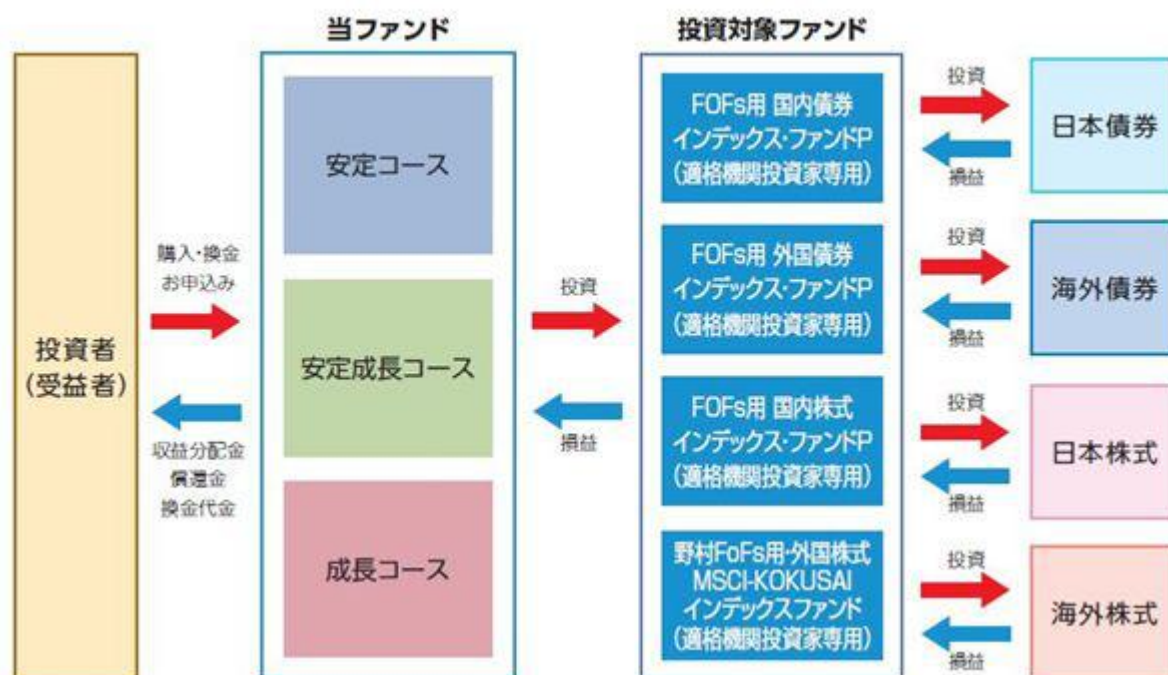 当ファンド
投資対象ファンド
投資者
(受益者)
購入・換金
お申込み
収益分配金
償還金
換金代金
安定コース
安定成長コース
成長コース
投資
損益
FOFs用 国内債券
インデックス・ファンドP
(適格機関投資家専用)
投資
損益
日本債券
FOFs用 外国債券
インデックス・ファンドP
(適格機関投資家専用)
投資
損益
海外債券
FOFs用 国内株式
インデックス・ファンドP
(適格機関投資家専用)
投資
損益
日本株式
野村FoFs用・外国株式
MSCI-KOKUSAI
インデックスファンド
(適格機関投資家専用)
投資
損益
海外株式